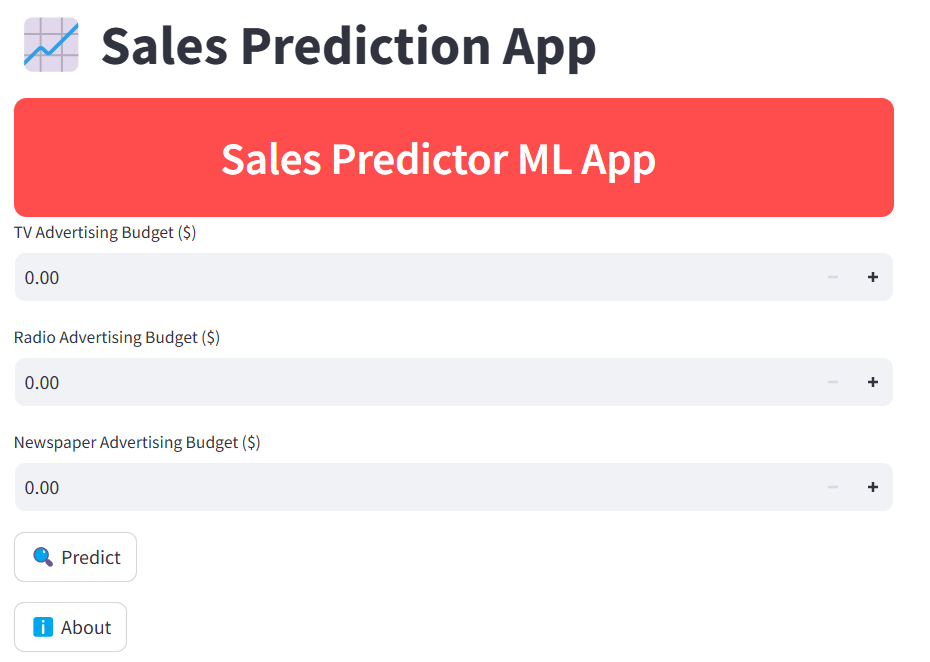 Sales Prediction App
Sales Predictor ML App
TV Advertising Budget ($)
0.00
Radio Advertising Budget ($)
0.00
Newspaper Advertising Budget ($)
0.00
Predict
About